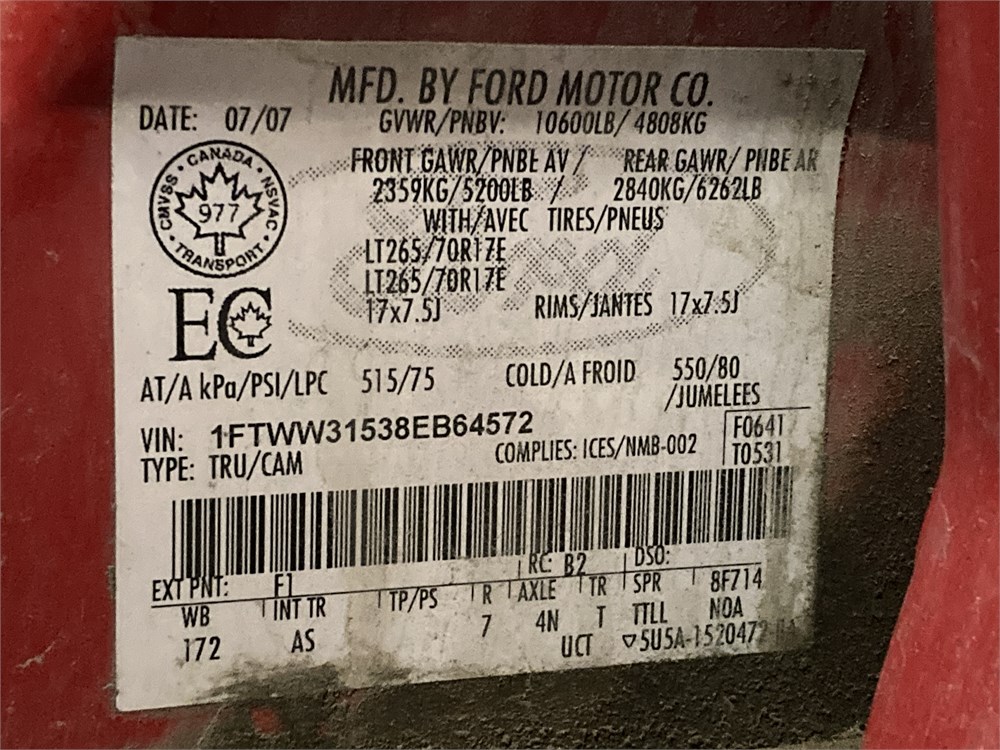 MFD. BY FORD MOTOR CO.
DATE: 07/07 GVWR/PNBV: 10600LB/ 4808KG
FRONT GAWR/PNBE AV / REAR GAWR/ PNBE AR
2359KG/5200LB / 2840KG/6262LB
WITH/AVEC TIRES/PNEUS
CANADA
CMVSS NSVAC
977
TRANSPORT
LT265/70R17E
LT265/70R17E
17x7.5J RIMS/JANTES 17x7.5J
EC
AT/A kPa/PSI/LPC 515/75 COLD/A FROID 550/80
/JUMELEES
VIN: 1FTWW31538EB64572
TYPE: TRU/CAM COMPLIES: ICES/NMB-002
F0641
T0531
EXT PNT: F1 RC: B2 DSO:
WB INT TR TP/PS R AXLE TR SPR 8F714
172 AS 7 4N T TTLL NOA
UCT